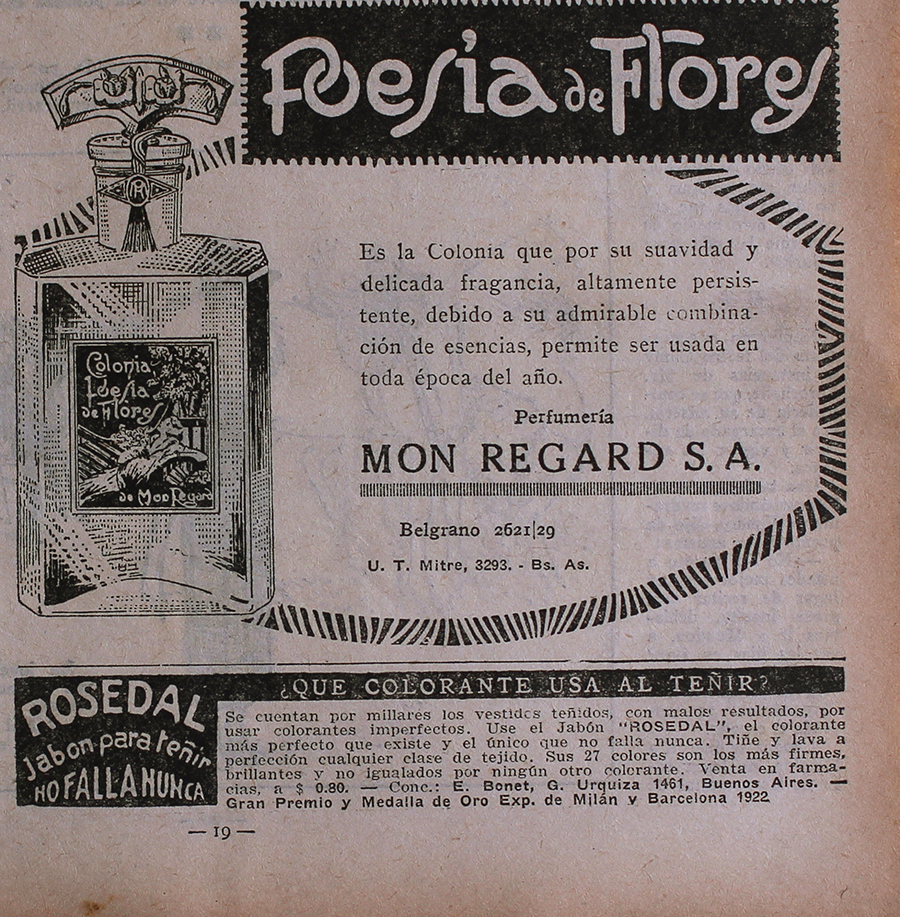 Poesia de Flores
Es la Colonia que por su suavidad y
delicada fragancia, altamente persis-
tente, debido a su admirable combina-
ción de esencias, permite ser usada en
toda época del año.
Perfumería
MON REGARD S. A.
Belgrano 2621|29
U. T. Mitre, 3293. - Bs. As.
Colonia
Poesia
de Flores
de Mon Regard
ROSEDAL
Jabon para teñir
NO FALLA NUNCA
¿QUE COLORANTE USA AL TEÑIR?
Se cuentan por millares los vestidos teñidos, con malos resultados, por
usar colorantes imperfectos. Use el Jabón "ROSEDAL", el colorante
más perfecto que existe y el único que no falla nunca. Tiñe y lava a
perfección cualquier clase de tejido. Sus 27 colores son los más firmes,
brillantes y no igualados por ningún otro colorante. Venta en farma-
cias, a $ 0.80. — Conc.: E. Bonet, G. Urquiza 1461, Buenos Aires. —
Gran Premio y Medalla de Oro Exp. de Milán y Barcelona 1922
— 19 —